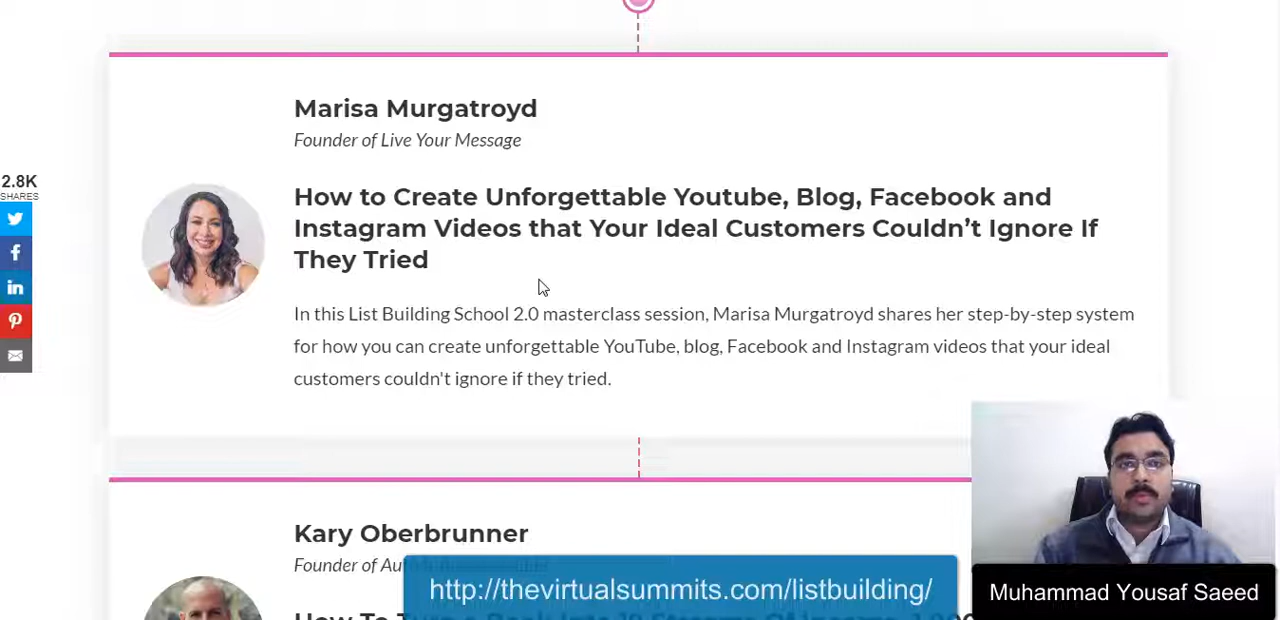 Marisa Murgatroyd
Founder of Live Your Message
2.8K
SHARES
How to Create Unforgettable Youtube, Blog, Facebook and
Instagram Videos that Your Ideal Customers Couldn’t Ignore If
They Tried
In this List Building School 2.0 masterclass session, Marisa Murgatroyd shares her step-by-step system
for how you can create unforgettable YouTube, blog, Facebook and Instagram videos that your ideal
customers couldn't ignore if they tried.
Kary Oberbrunner
Founder of
http://thevirtualsummits.com/listbuilding/
Muhammad Yousaf Saeed
How To